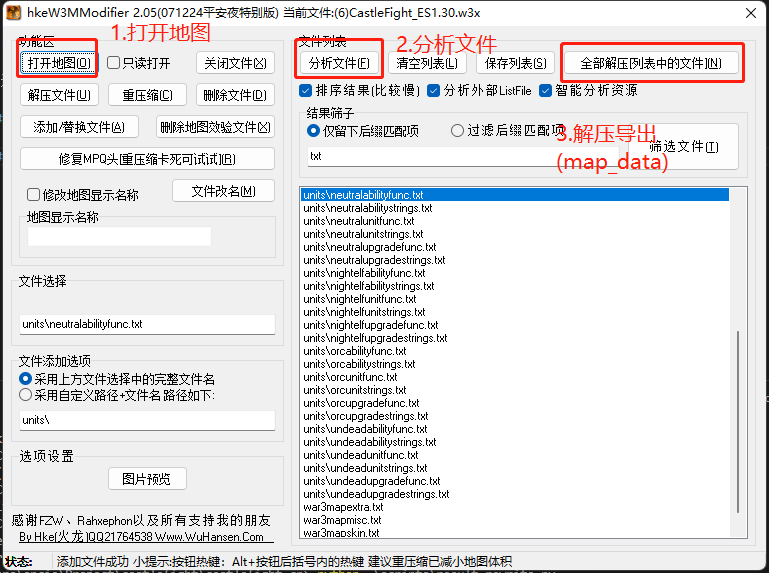 hkeW3MModifier 2.05(071224平安夜特别版) 当前文件:(6)CastleFight_ES1.30.w3x
1.打开地图
功能区
打开地图(O)
只读打开
关闭文件(X)
解压文件(U)
重压缩(C)
删除文件(D)
添加/替换文件(A)
删除地图效验文件(X)
修复MPQ头[重压缩卡死可试试](R)
修改地图显示名称
文件改名(M)
地图显示名称
文件选择
units\neutralabilityfunc.txt
文件添加选项
采用上方文件选择中的完整文件名
采用自定义路径+文件名 路径如下:
units\
选项设置
图片预览
感谢FZW、Rahxephon以及所有支持我的朋友
By Hke(火龙)QQ21764538 Www.WuHansen.Com
文件列表
2.分析文件
分析文件(F)
清空列表(L)
保存列表(S)
全部解压[列表中的文件](N)
排序结果(比较慢)
分析外部ListFile
智能分析资源
结果筛子
仅留下后缀匹配项
过滤后缀匹配项
txt
筛选文件(T)
3.解压导出
(map_data)
units\neutralabilityfunc.txt
units\neutralabilitystrings.txt
units\neutralunitfunc.txt
units\neutralunitstrings.txt
units\neutralupgradefunc.txt
units\neutralupgradestrings.txt
units\nightelfabilityfunc.txt
units\nightelfabilitystrings.txt
units\nightelfunitfunc.txt
units\nightelfunitstrings.txt
units\nightelfupgradefunc.txt
units\nightelfupgradestrings.txt
units\orcabilityfunc.txt
units\orcabilitystrings.txt
units\orcunitfunc.txt
units\orcunitstrings.txt
units\orcupgradefunc.txt
units\orcupgradestrings.txt
units\undeadabilityfunc.txt
units\undeadabilitystrings.txt
units\undeadunitfunc.txt
units\undeadunitstrings.txt
units\undeadupgradefunc.txt
units\undeadupgradestrings.txt
war3mapextra.txt
war3mapmisc.txt
war3mapskin.txt
状态: 添加文件成功 小提示:按钮热键：Alt+按钮后括号内的热键 建议重压缩已减小地图体积